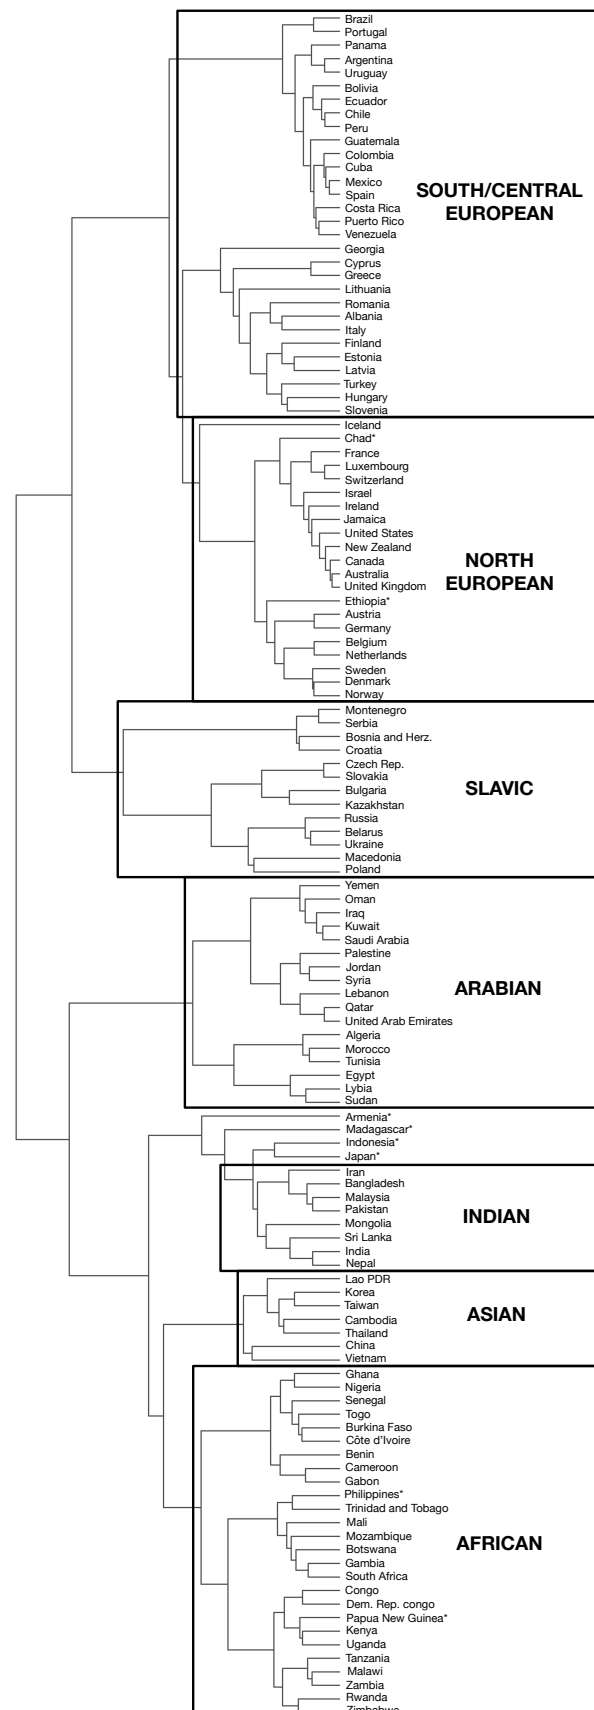 Brazil
Portugal
Panama
Argentina
Uruguay
Bolivia
Ecuador
Chile
Peru
Guatemala
Colombia
Cuba
Mexico
Spain
Costa Rica
Puerto Rico
Venezuela
SOUTH/CENTRAL
EUROPEAN
Georgia
Cyprus
Greece
Lithuania
Romania
Albania
Italy
Finland
Estonia
Latvia
Turkey
Hungary
Slovenia
Iceland
Chad*
France
Luxembourg
Switzerland
Israel
Ireland
Jamaica
United States
New Zealand
Canada
Australia
United Kingdom
NORTH
EUROPEAN
Ethiopia*
Austria
Germany
Belgium
Netherlands
Sweden
Denmark
Norway
Montenegro
Serbia
Bosnia and Herz.
Croatia
Czech Rep.
Slovakia
Bulgaria
Kazakhstan
SLAVIC
Russia
Belarus
Ukraine
Macedonia
Poland
Yemen
Oman
Iraq
Kuwait
Saudi Arabia
Palestine
Jordan
Syria
Lebanon
Qatar
United Arab Emirates
ARABIAN
Algeria
Morocco
Tunisia
Egypt
Lybia
Sudan
Armenia*
Madagascar*
Indonesia*
Japan*
Iran
Bangladesh
Malaysia
Pakistan
Mongolia
Sri Lanka
India
Nepal
INDIAN
Lao PDR
Korea
Taiwan
Cambodia
Thailand
China
Vietnam
ASIAN
Ghana
Nigeria
Senegal
Togo
Burkina Faso
Côte d'Ivoire
Benin
Cameroon
Gabon
Philippines*
Trinidad and Tobago
Mali
Mozambique
Botswana
Gambia
South Africa
AFRICAN
Congo
Dem. Rep. congo
Papua New Guinea*
Kenya
Uganda
Tanzania
Malawi
Zambia
Rwanda
Zimbabwe